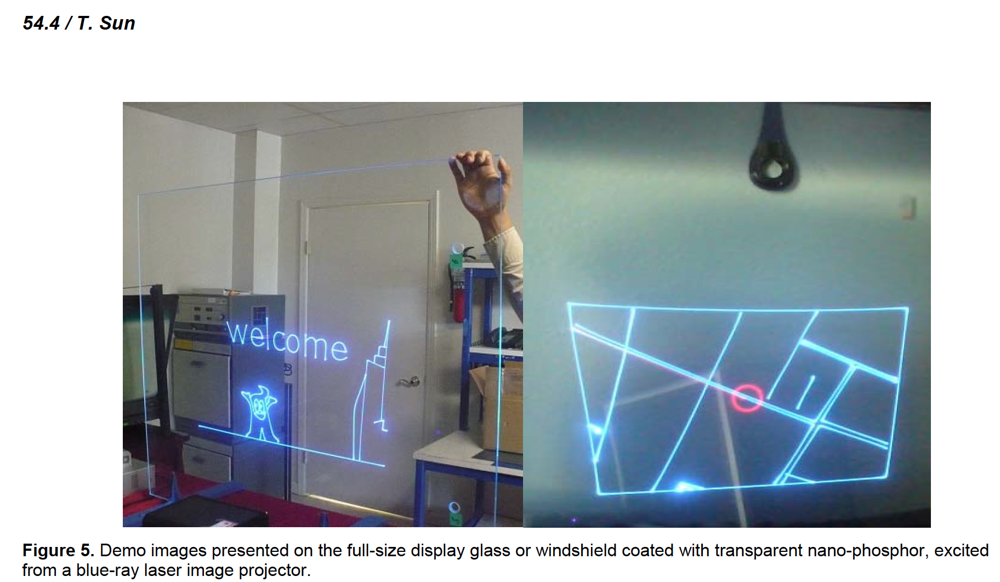 54.4 / T. Sun
welcome
Figure 5. Demo images presented on the full-size display glass or windshield coated with transparent nano-phosphor, excited
from a blue-ray laser image projector.